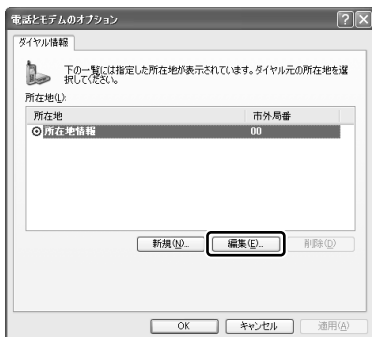 電話とモデムのオプション
ダイヤル情報
下の一覧には指定した所在地が表示されています。ダイヤル元の所在地を選
択してください。
所在地(L):
所在地 市外局番
所在地情報 00
新規(N)... 編集(E)... 削除(D)
OK キャンセル 適用(A)